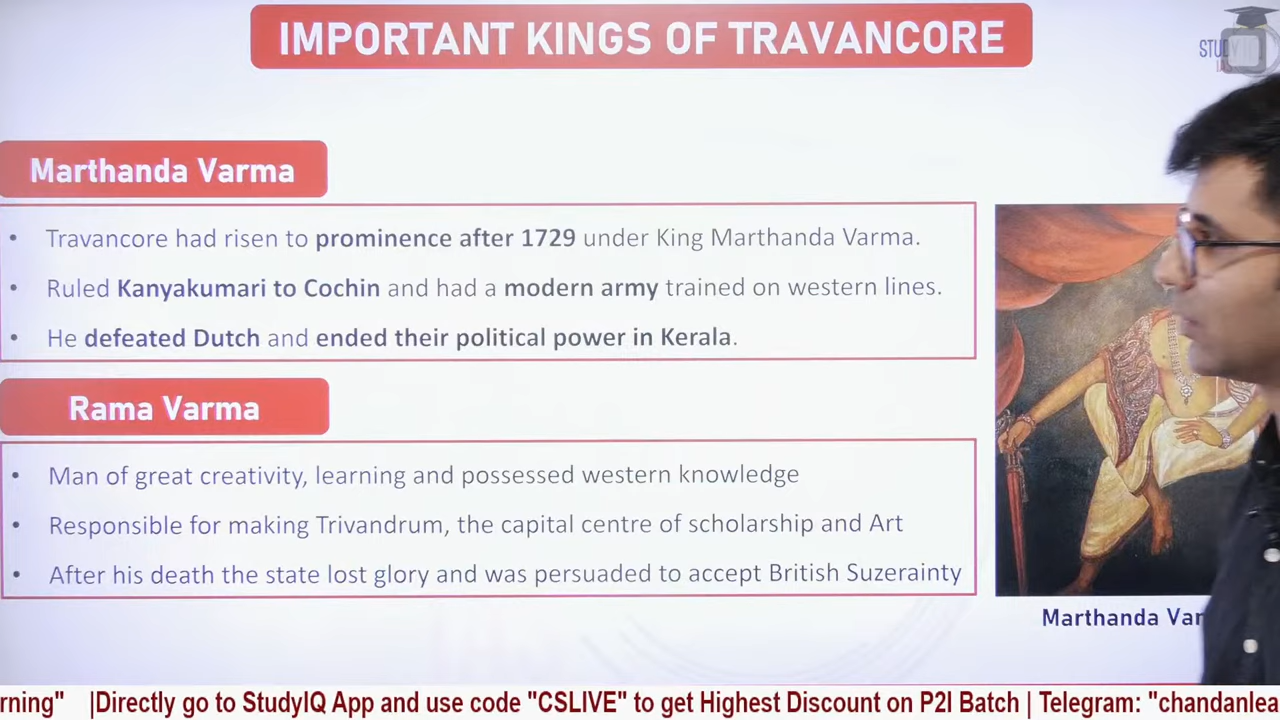 IMPORTANT KINGS OF TRAVANCORE
STUDY
Marthanda Varma
• Travancore had risen to prominence after 1729 under King Marthanda Varma.
• Ruled Kanyakumari to Cochin and had a modern army trained on western lines.
• He defeated Dutch and ended their political power in Kerala.
Rama Varma
• Man of great creativity, learning and possessed western knowledge
• Responsible for making Trivandrum, the capital centre of scholarship and Art
• After his death the state lost glory and was persuaded to accept British Suzerainty
Marthanda Var
rning" |Directly go to StudyIQ App and use code "CSLIVE" to get Highest Discount on P2I Batch | Telegram: "chandanlea